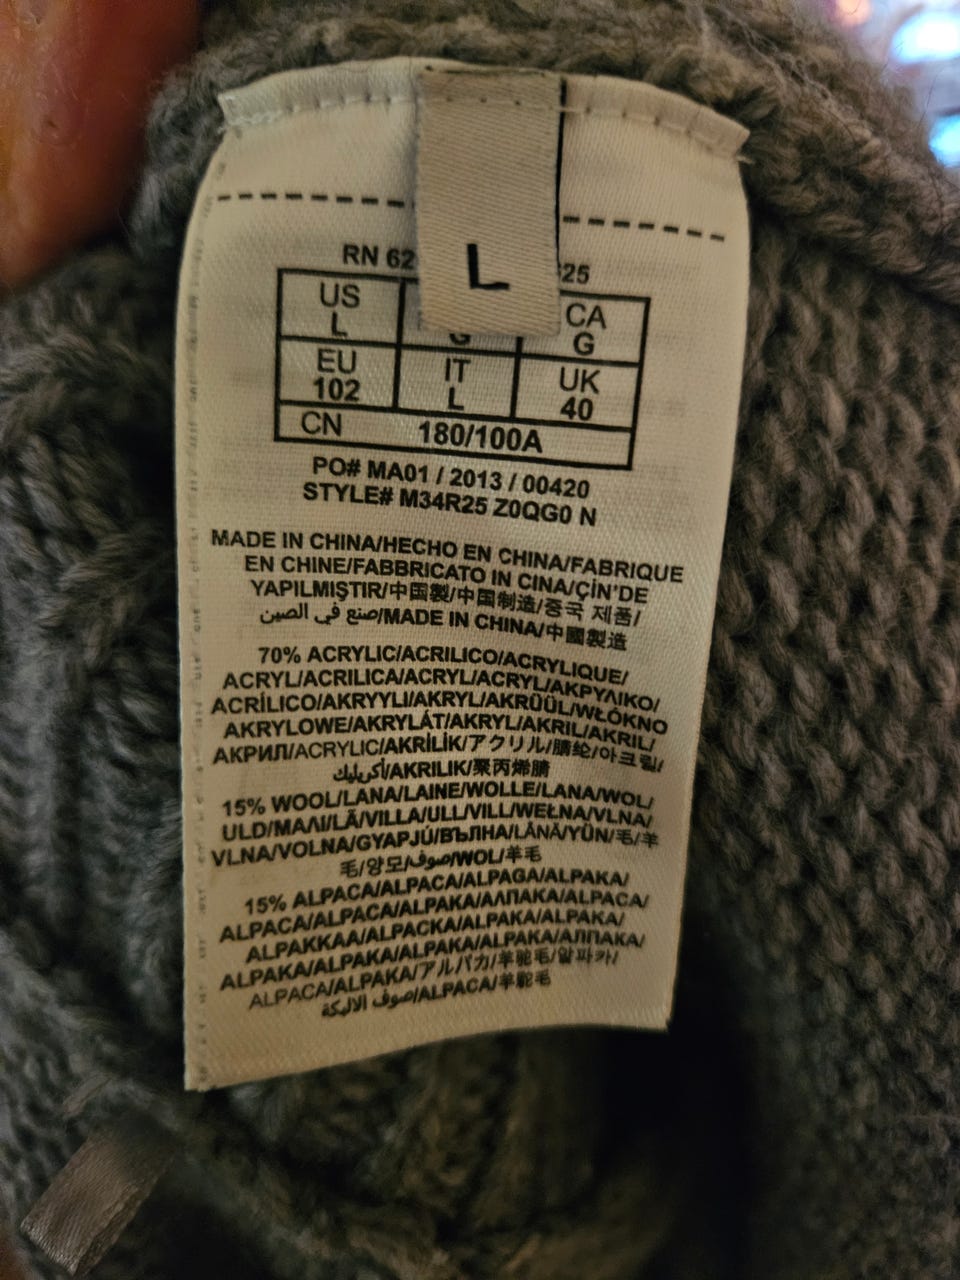 L
RN 62 25
US CA
L G G
EU IT UK
102 L 40
CN 180/100A
PO# MA01 / 2013 / 00420
STYLE# M34R25 Z0QG0 N
MADE IN CHINA/HECHO EN CHINA/FABRIQUE
EN CHINE/FABBRICATO IN CINA/ÇİN'DE
YAPILMIŞTIR/中国製/中国制造/중국 제품/
صنع في الصين/MADE IN CHINA/中國製造
70% ACRYLIC/ACRILICO/ACRYLIQUE/
ACRYL/ACRILICA/ACRYL/ACRYL/ΑΚΡΥΛΙΚΟ/
ACRÍLICO/AKRYYLI/AKRYL/AKRÜÜL/WŁÓKNO
AKRYLOWE/AKRYLÁT/AKRYL/AKRIL/AKRIL/
АКРИЛ/ACRYLIC/AKRİLİK/アクリル/腈纶/아크릴/
أكريليك/AKRILIK/聚丙烯腈
15% WOOL/LANA/LAINE/WOLLE/LANA/WOL/
ULD/ΜΑΛΛΙ/LÃ/VILLA/ULL/VILL/WEŁNA/VLNA/
VLNA/VOLNA/GYAPJÚ/ВЪЛНА/LÂNĂ/YÜN/毛/羊
毛/양모/صوف/WOL/羊毛
15% ALPACA/ALPACA/ALPAGA/ALPAKA/
ALPACA/ALPACA/ALPAKA/ΑΛΠΑΚΑ/ALPACA/
ALPAKKAA/ALPACKA/ALPAKA/ALPAKA/
ALPAKA/ALPAKA/ALPAKA/ALPAKA/АЛПАКА/
ALPACA/ALPAKA/アルパカ/羊驼毛/알파카/
صوف الالبكة/ALPACA/羊駝毛